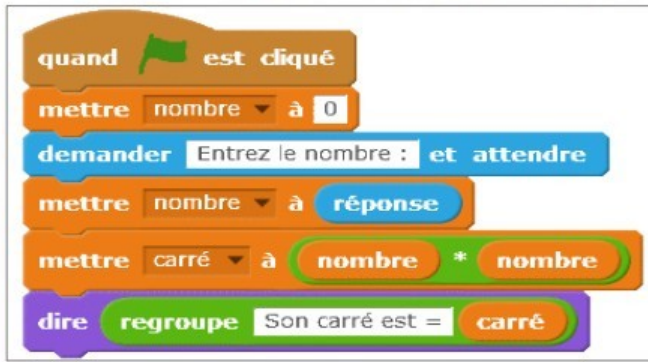 quand est cliqué
mettre nombre à 0
demander Entrez le nombre : et attendre
mettre nombre à réponse
mettre carré à nombre * nombre
dire regroupe Son carré est = carré